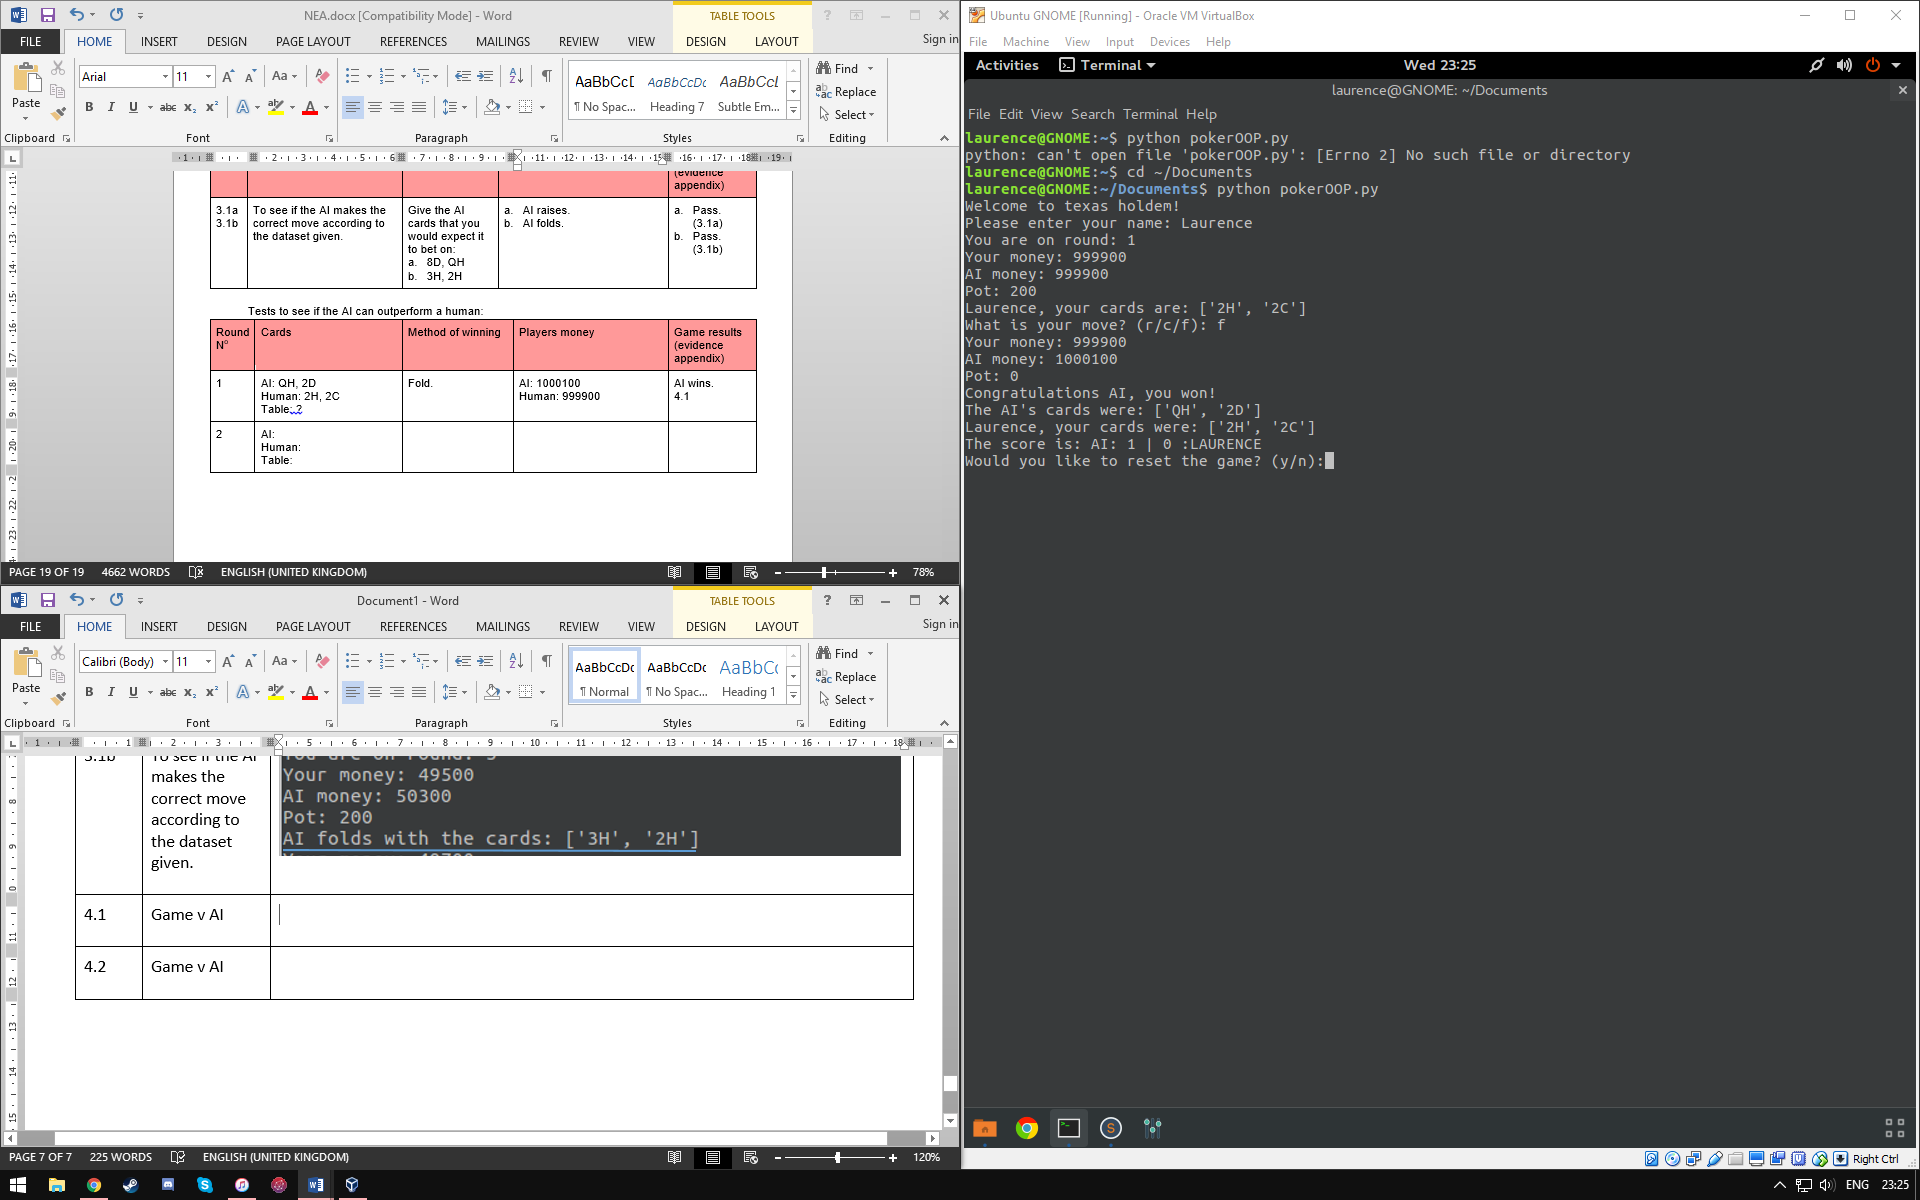 NEA.docx [Compatibility Mode] - Word
TABLE TOOLS
FILE HOME INSERT DESIGN PAGE LAYOUT REFERENCES MAILINGS REVIEW VIEW DESIGN LAYOUT Sign in
Arial 11
Paste
AaBbCcD AaBbCcDc AaBbCcL
¶ No Spac... Heading 7 Subtle Em...
Find
Replace
Select
Clipboard Font Paragraph Styles Editing
(evidence
appendix)
3.1a
3.1b
To see if the AI makes the
correct move according to
the dataset given.
Give the AI
cards that you
would expect it
to bet on:
a. 8D, QH
b. 3H, 2H
a. AI raises.
b. AI folds.
a. Pass.
(3.1a)
b. Pass.
(3.1b)
Tests to see if the AI can outperform a human:
Round
N°
Cards
Method of winning
Players money
Game results
(evidence
appendix)
1
AI: QH, 2D
Human: 2H, 2C
Table: ?
Fold.
AI: 1000100
Human: 999900
AI wins.
4.1
2
AI:
Human:
Table:
PAGE 19 OF 19 4662 WORDS ENGLISH (UNITED KINGDOM) 78%
Document1 - Word
TABLE TOOLS
FILE HOME INSERT DESIGN PAGE LAYOUT REFERENCES MAILINGS REVIEW VIEW DESIGN LAYOUT Sign in
Calibri (Body) 11
Paste
AaBbCcDc AaBbCcDc AaBbCc
¶ Normal ¶ No Spac... Heading 1
Find
Replace
Select
Clipboard Font Paragraph Styles Editing
3.1b
To see if the AI
makes the
correct move
according to
the dataset
given.
You are on round: 3
Your money: 49500
AI money: 50300
Pot: 200
AI folds with the cards: ['3H', '2H']
4.1 Game v AI
4.2 Game v AI
PAGE 7 OF 7 225 WORDS ENGLISH (UNITED KINGDOM) 120%
Ubuntu GNOME [Running] - Oracle VM VirtualBox
File Machine View Input Devices Help
Activities Terminal Wed 23:25
laurence@GNOME: ~/Documents
File Edit View Search Terminal Help
laurence@GNOME:~$ python pokerOOP.py
python: can't open file 'pokerOOP.py': [Errno 2] No such file or directory
laurence@GNOME:~$ cd ~/Documents
laurence@GNOME:~/Documents$ python pokerOOP.py
Welcome to texas holdem!
Please enter your name: Laurence
You are on round: 1
Your money: 999900
AI money: 999900
Pot: 200
Laurence, your cards are: ['2H', '2C']
What is your move? (r/c/f): f
Your money: 999900
AI money: 1000100
Pot: 0
Congratulations AI, you won!
The AI's cards were: ['QH', '2D']
Laurence, your cards were: ['2H', '2C']
The score is: AI: 1 | 0 :LAURENCE
Would you like to reset the game? (y/n):
Right Ctrl
ENG 23:25